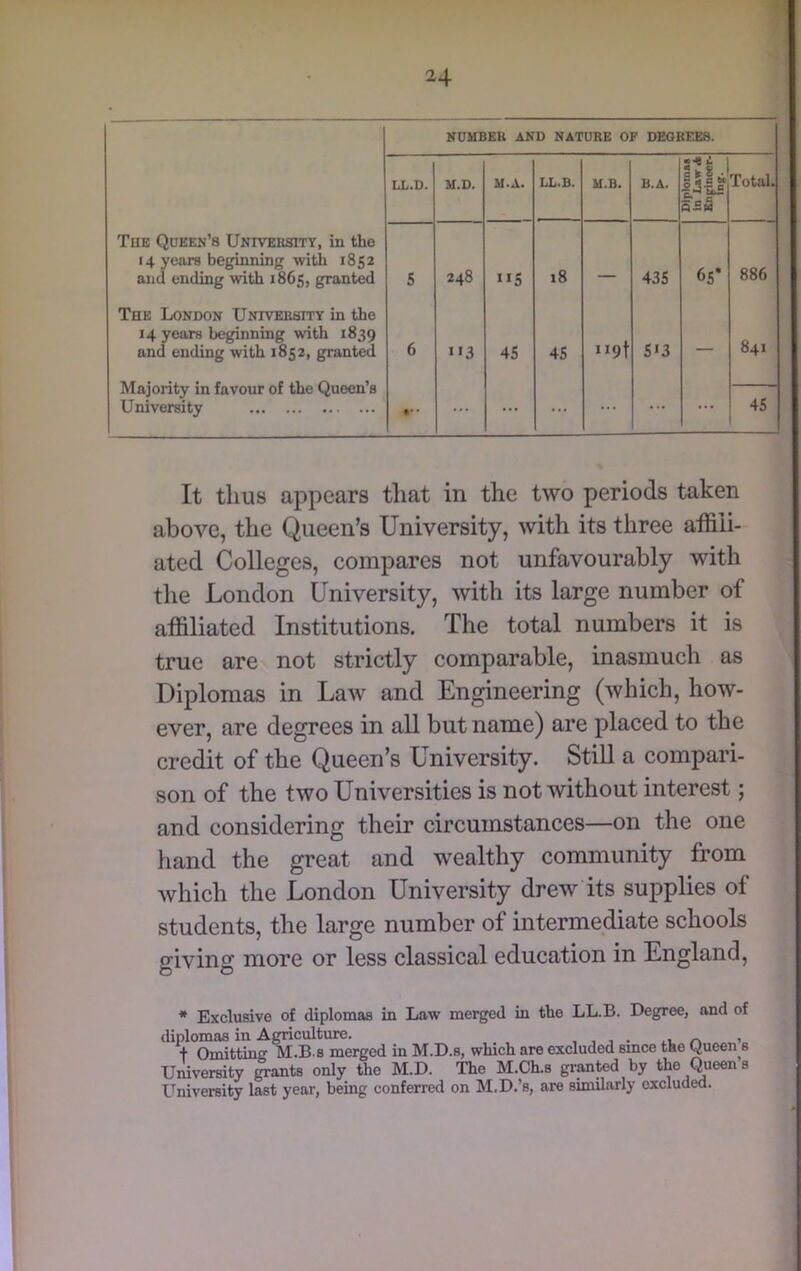 24
NUMBER AND NATURE OF DEGREES.
LL.D. M.D. M.A. LL.B. M.B. B.A. Diplomas in Law & Engineering. Total.
The Queen's University, in the
14 years beginning with 1852
and ending with 1865, granted 5 248 115 18 — 435 65* 886
The London University in the
14 years beginning with 1839
and ending with 1852, granted 6 113 45 45 119† 513 — 841
Majority in favour of the Queen's
University ... ... ... ... ... ... ... ... ... ... ... 45
It thus appears that in the two periods taken
above, the Queen's University, with its three affili-
ated Colleges, compares not unfavourably with
the London University, with its large number of
affiliated Institutions. The total numbers it is
true are not strictly comparable, inasmuch as
Diplomas in Law and Engineering (which, how-
ever, are degrees in all but name) are placed to the
credit of the Queen's University. Still a compari-
son of the two Universities is not without interest;
and considering their circumstances—on the one
hand the great and wealthy community from
which the London University drew its supplies of
students, the large number of intermediate schools
giving more or less classical education in England,
* Exclusive of diplomas in Law merged in the LL.B. Degree, and of
diplomas in Agriculture.
† Omitting M.B.s merged in M.D.s, which are excluded since the Queen's
University grants only the M.D. The M.Ch.s granted by the Queen's
University last year, being conferred on M.D.'s, are similarly excluded.